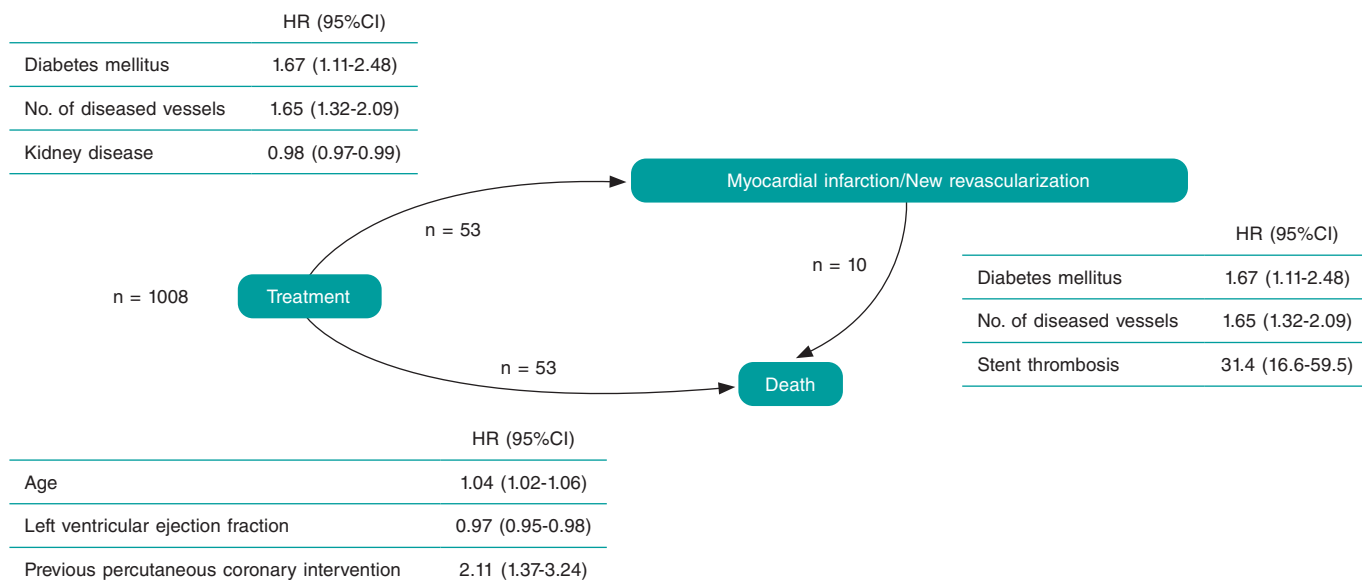 HR (95%CI)
Diabetes mellitus 1.67 (1.11-2.48)
No. of diseased vessels 1.65 (1.32-2.09)
Kidney disease 0.98 (0.97-0.99)
Myocardial infarction/New revascularization
n = 53
n = 10
n = 1008
Treatment
n = 53
Death
HR (95%CI)
Diabetes mellitus 1.67 (1.11-2.48)
No. of diseased vessels 1.65 (1.32-2.09)
Stent thrombosis 31.4 (16.6-59.5)
HR (95%CI)
Age 1.04 (1.02-1.06)
Left ventricular ejection fraction 0.97 (0.95-0.98)
Previous percutaneous coronary intervention 2.11 (1.37-3.24)